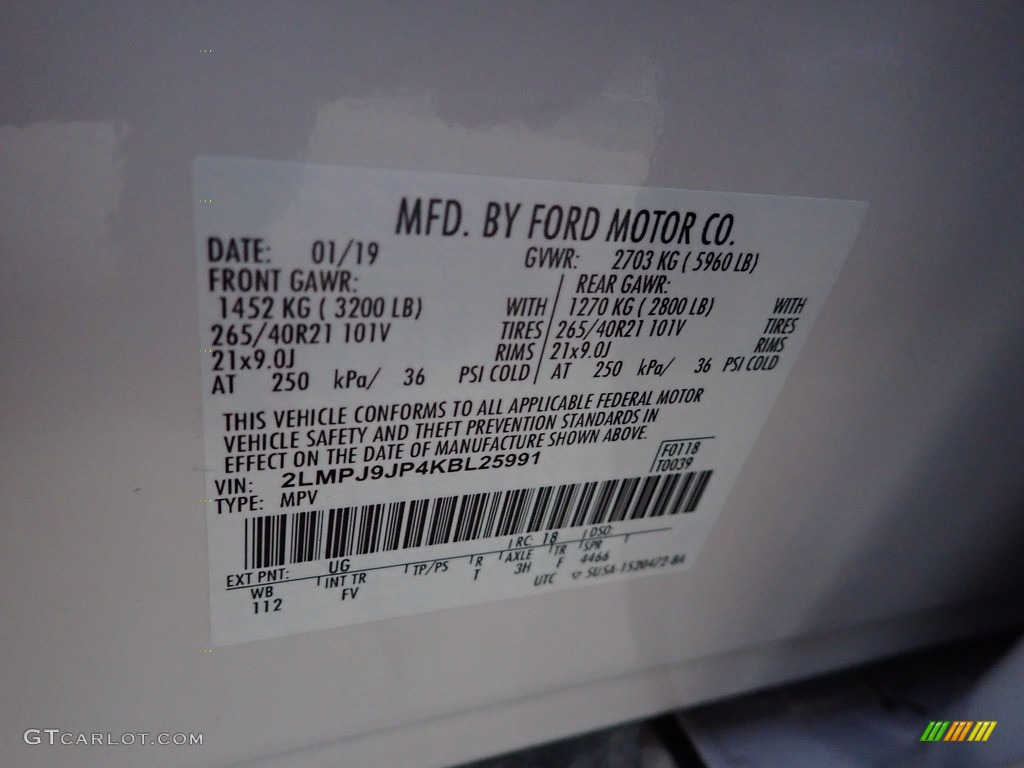 MFD. BY FORD MOTOR CO.
DATE: 01/19 GVWR: 2703 KG ( 5960 LB)
FRONT GAWR: REAR GAWR:
1452 KG ( 3200 LB) WITH 1270 KG ( 2800 LB) WITH
265/40R21 101V TIRES 265/40R21 101V TIRES
21x9.0J RIMS 21x9.0J RIMS
AT 250 kPa/ 36 PSI COLD AT 250 kPa/ 36 PSI COLD
THIS VEHICLE CONFORMS TO ALL APPLICABLE FEDERAL MOTOR
VEHICLE SAFETY AND THEFT PREVENTION STANDARDS IN
EFFECT ON THE DATE OF MANUFACTURE SHOWN ABOVE.
F0118
VIN: 2LMPJ9JP4KBL25991 T0039
TYPE: MPV
EXT PNT: UG RC: 18 DSO:
WB INT TR TP/PS R AXLE TR SPR
112 FV T 3H F 4466
UTC 5U5A-1520472-BA
GTCARLOT.COM